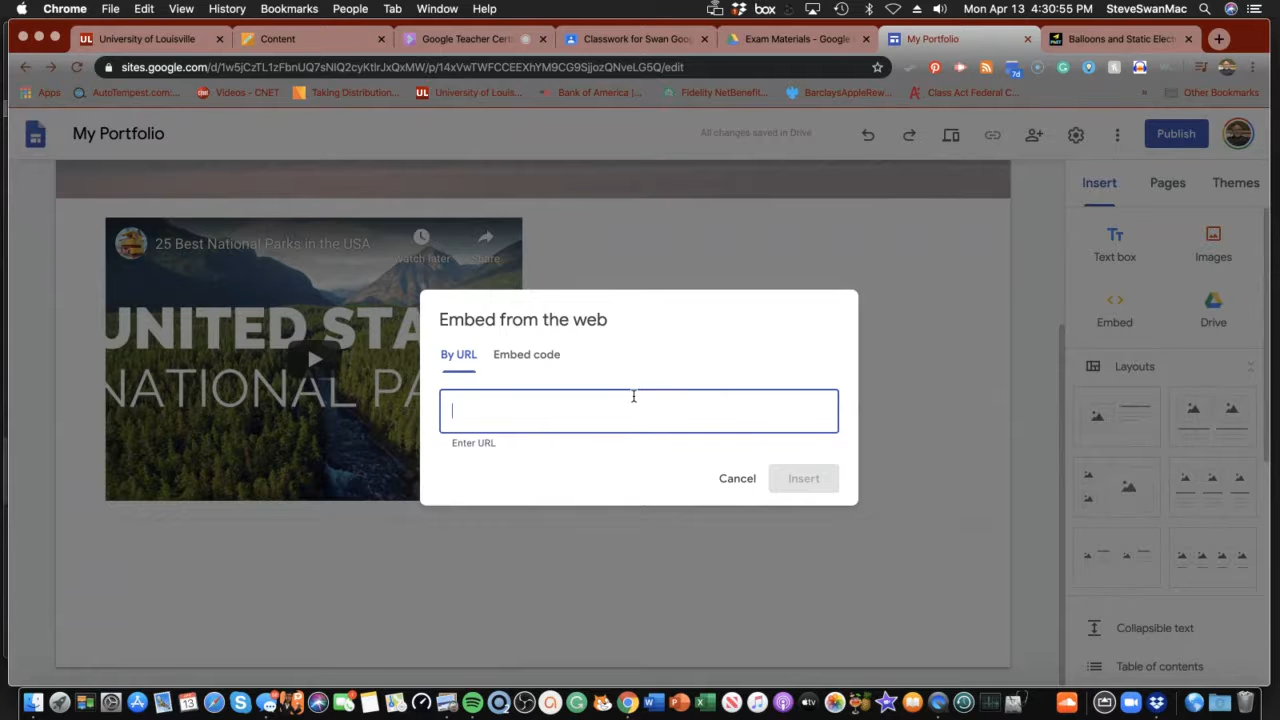 Chrome File Edit View History Bookmarks People Tab Window Help box Mon Apr 13 4:30:55 PM SteveSwanMac
University of Louisville Content Google Teacher Cert Classwork for Swan Goo Exam Materials - Google My Portfolio Balloons and Static Elect
sites.google.com/d/1w5jCzTL1zFbnUQ7sNIQ2cyKtlrJxQxMW/p/14xVwTWFCCEEXhYM9CG9SjjozQNveLG5Q/edit
Apps AutoTempest.com:... Videos - CNET Taking Distribution... University of Louis... Bank of America |... Fidelity NetBenefit... BarclaysAppleRew... Class Act Federal C... » Other Bookmarks
My Portfolio All changes saved in Drive Publish
Insert Pages Themes
25 Best National Parks in the USA
Watch later Share
Text box Images
Embed Drive
UNITED STA
NATIONAL PA
Embed from the web
By URL Embed code
Enter URL
Cancel Insert
Layouts
Collapsible text
Table of contents